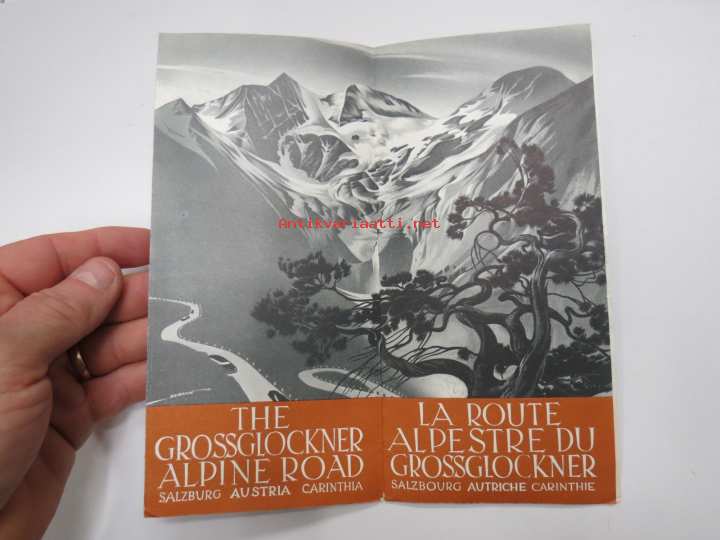 Antikvariaatti.net
THE
GROSSGLOCKNER
ALPINE ROAD
SALZBURG AUSTRIA CARINTHIA
LA ROUTE
ALPESTRE DU
GROSSGLOCKNER
SALZBOURG AUTRICHE CARINTHIE